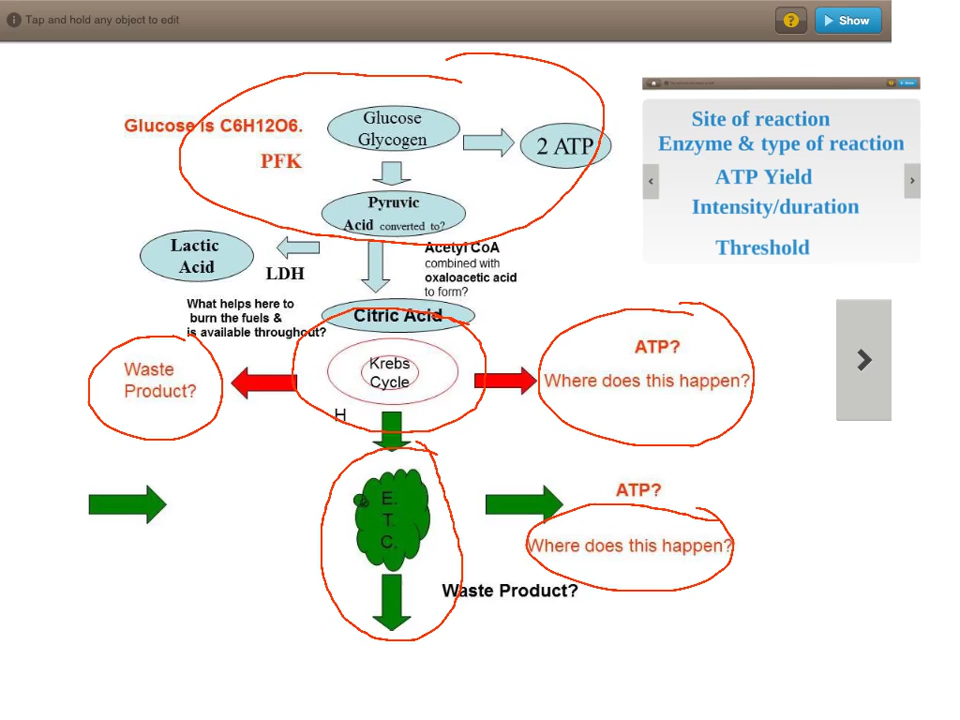 Tap and hold any object to edit
?
Show
Glucose is C6H12O6.
PFK
Glucose
Glycogen
2 ATP
Pyruvic
Acid converted to?
Lactic
Acid
LDH
Acetyl CoA
combined with
oxaloacetic acid
to form?
What helps here to
burn the fuels &
is available throughout?
Citric Acid
Waste
Product?
Krebs
Cycle
H
ATP?
Where does this happen?
E.
T.
C.
ATP?
Where does this happen?
Waste Product?
Site of reaction
Enzyme & type of reaction
ATP Yield
Intensity/duration
Threshold